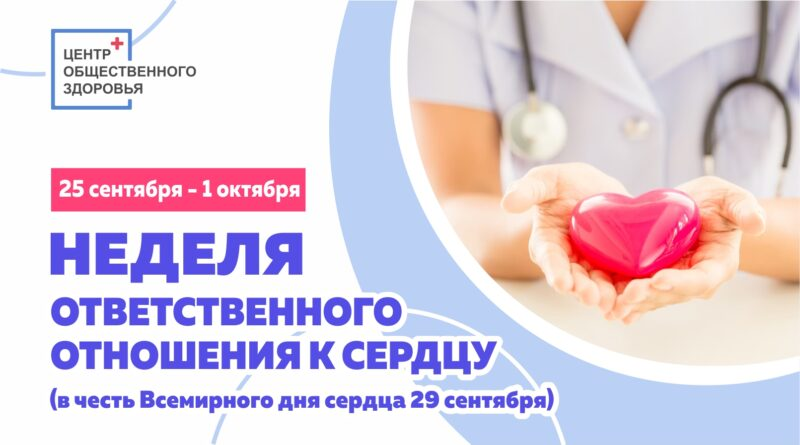 ЦЕНТР
ОБЩЕСТВЕННОГО
ЗДОРОВЬЯ
25 сентября - 1 октября
НЕДЕЛЯ
ОТВЕТСТВЕННОГО
ОТНОШЕНИЯ К СЕРДЦУ
(в честь Всемирного дня сердца 29 сентября)